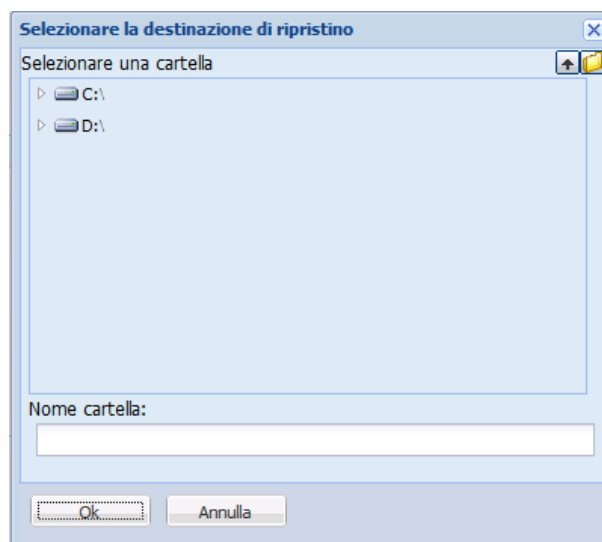 Selezionare la destinazione di ripristino
Selezionare una cartella
C:\
D:\
Nome cartella:
Ok
Annulla